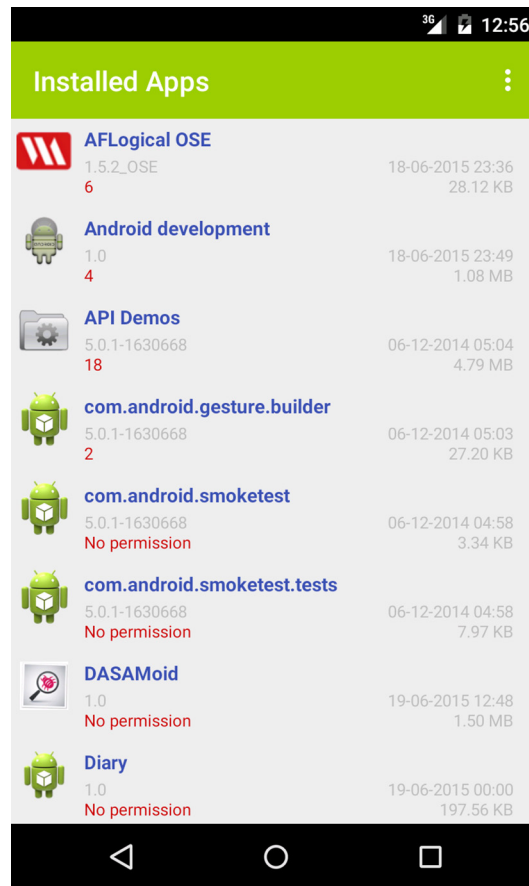 3G 12:56
Installed Apps
AFLogical OSE
1.5.2_OSE 18-06-2015 23:36
6 28.12 KB
Android development
1.0 18-06-2015 23:49
4 1.08 MB
API Demos
5.0.1-1630668 06-12-2014 05:04
18 4.79 MB
com.android.gesture.builder
5.0.1-1630668 06-12-2014 05:03
2 27.20 KB
com.android.smoketest
5.0.1-1630668 06-12-2014 04:58
No permission 3.34 KB
com.android.smoketest.tests
5.0.1-1630668 06-12-2014 04:58
No permission 7.97 KB
DASAMoid
1.0 19-06-2015 12:48
No permission 1.50 MB
Diary
1.0 19-06-2015 00:00
No permission 197.56 KB